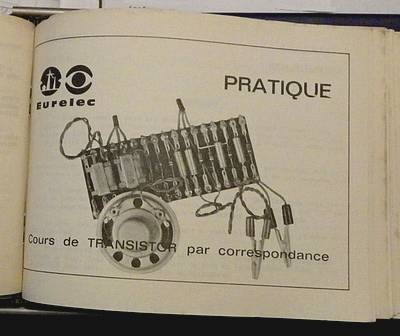 Eurelec
PRATIQUE
Cours de TRANSISTOR par correspondance